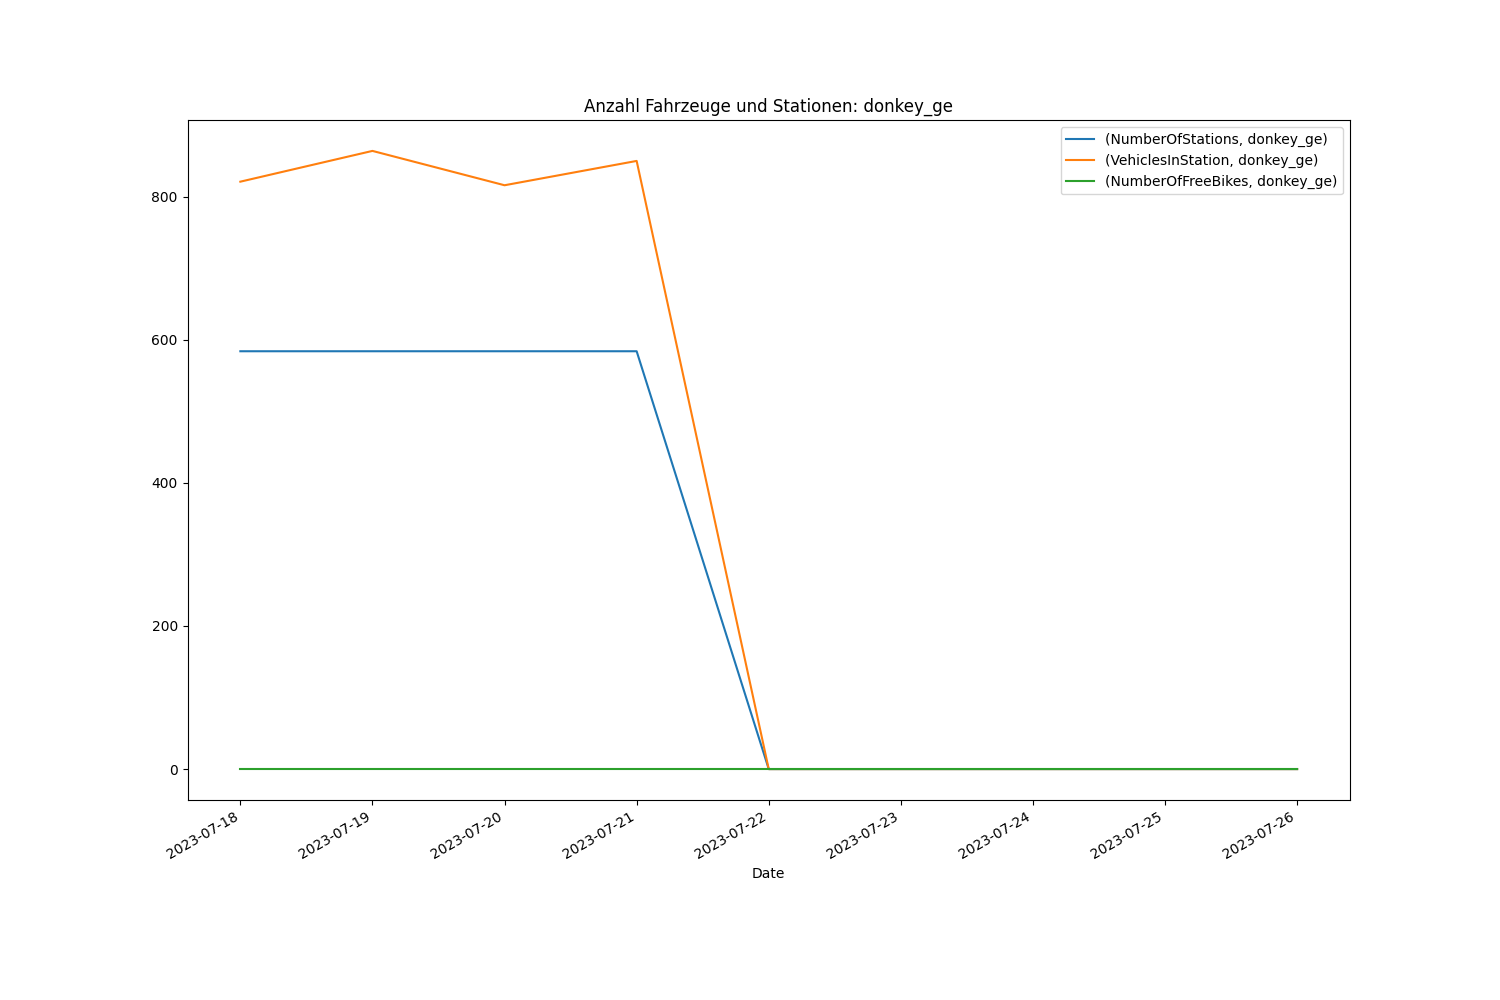 Anzahl Fahrzeuge und Stationen: donkey_ge
(NumberOfStations, donkey_ge)
(VehiclesInStation, donkey_ge)
(NumberOfFreeBikes, donkey_ge)
800
600
400
200
0
2023-07-18
2023-07-19
2023-07-20
2023-07-21
2023-07-22
2023-07-23
2023-07-24
2023-07-25
2023-07-26
Date